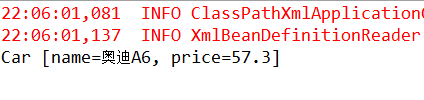 22:06:01,081  INFO ClassPathXmlApplication
22:06:01,137  INFO XmlBeanDefinitionReader
Car [name=奥迪A6, price=57.3]